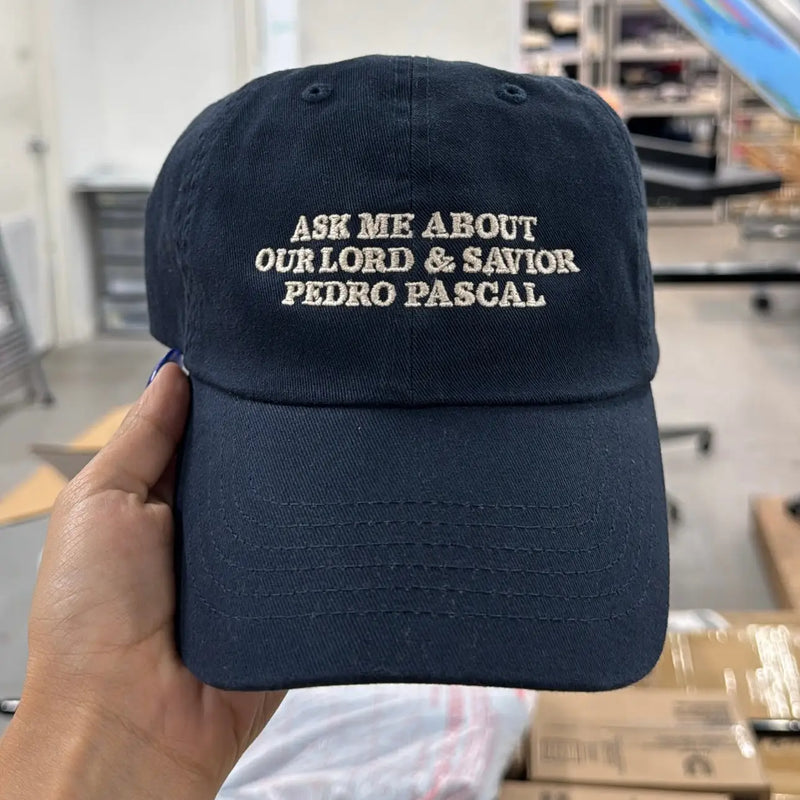 ASK ME ABOUT
OUR LORD & SAVIOR
PEDRO PASCAL